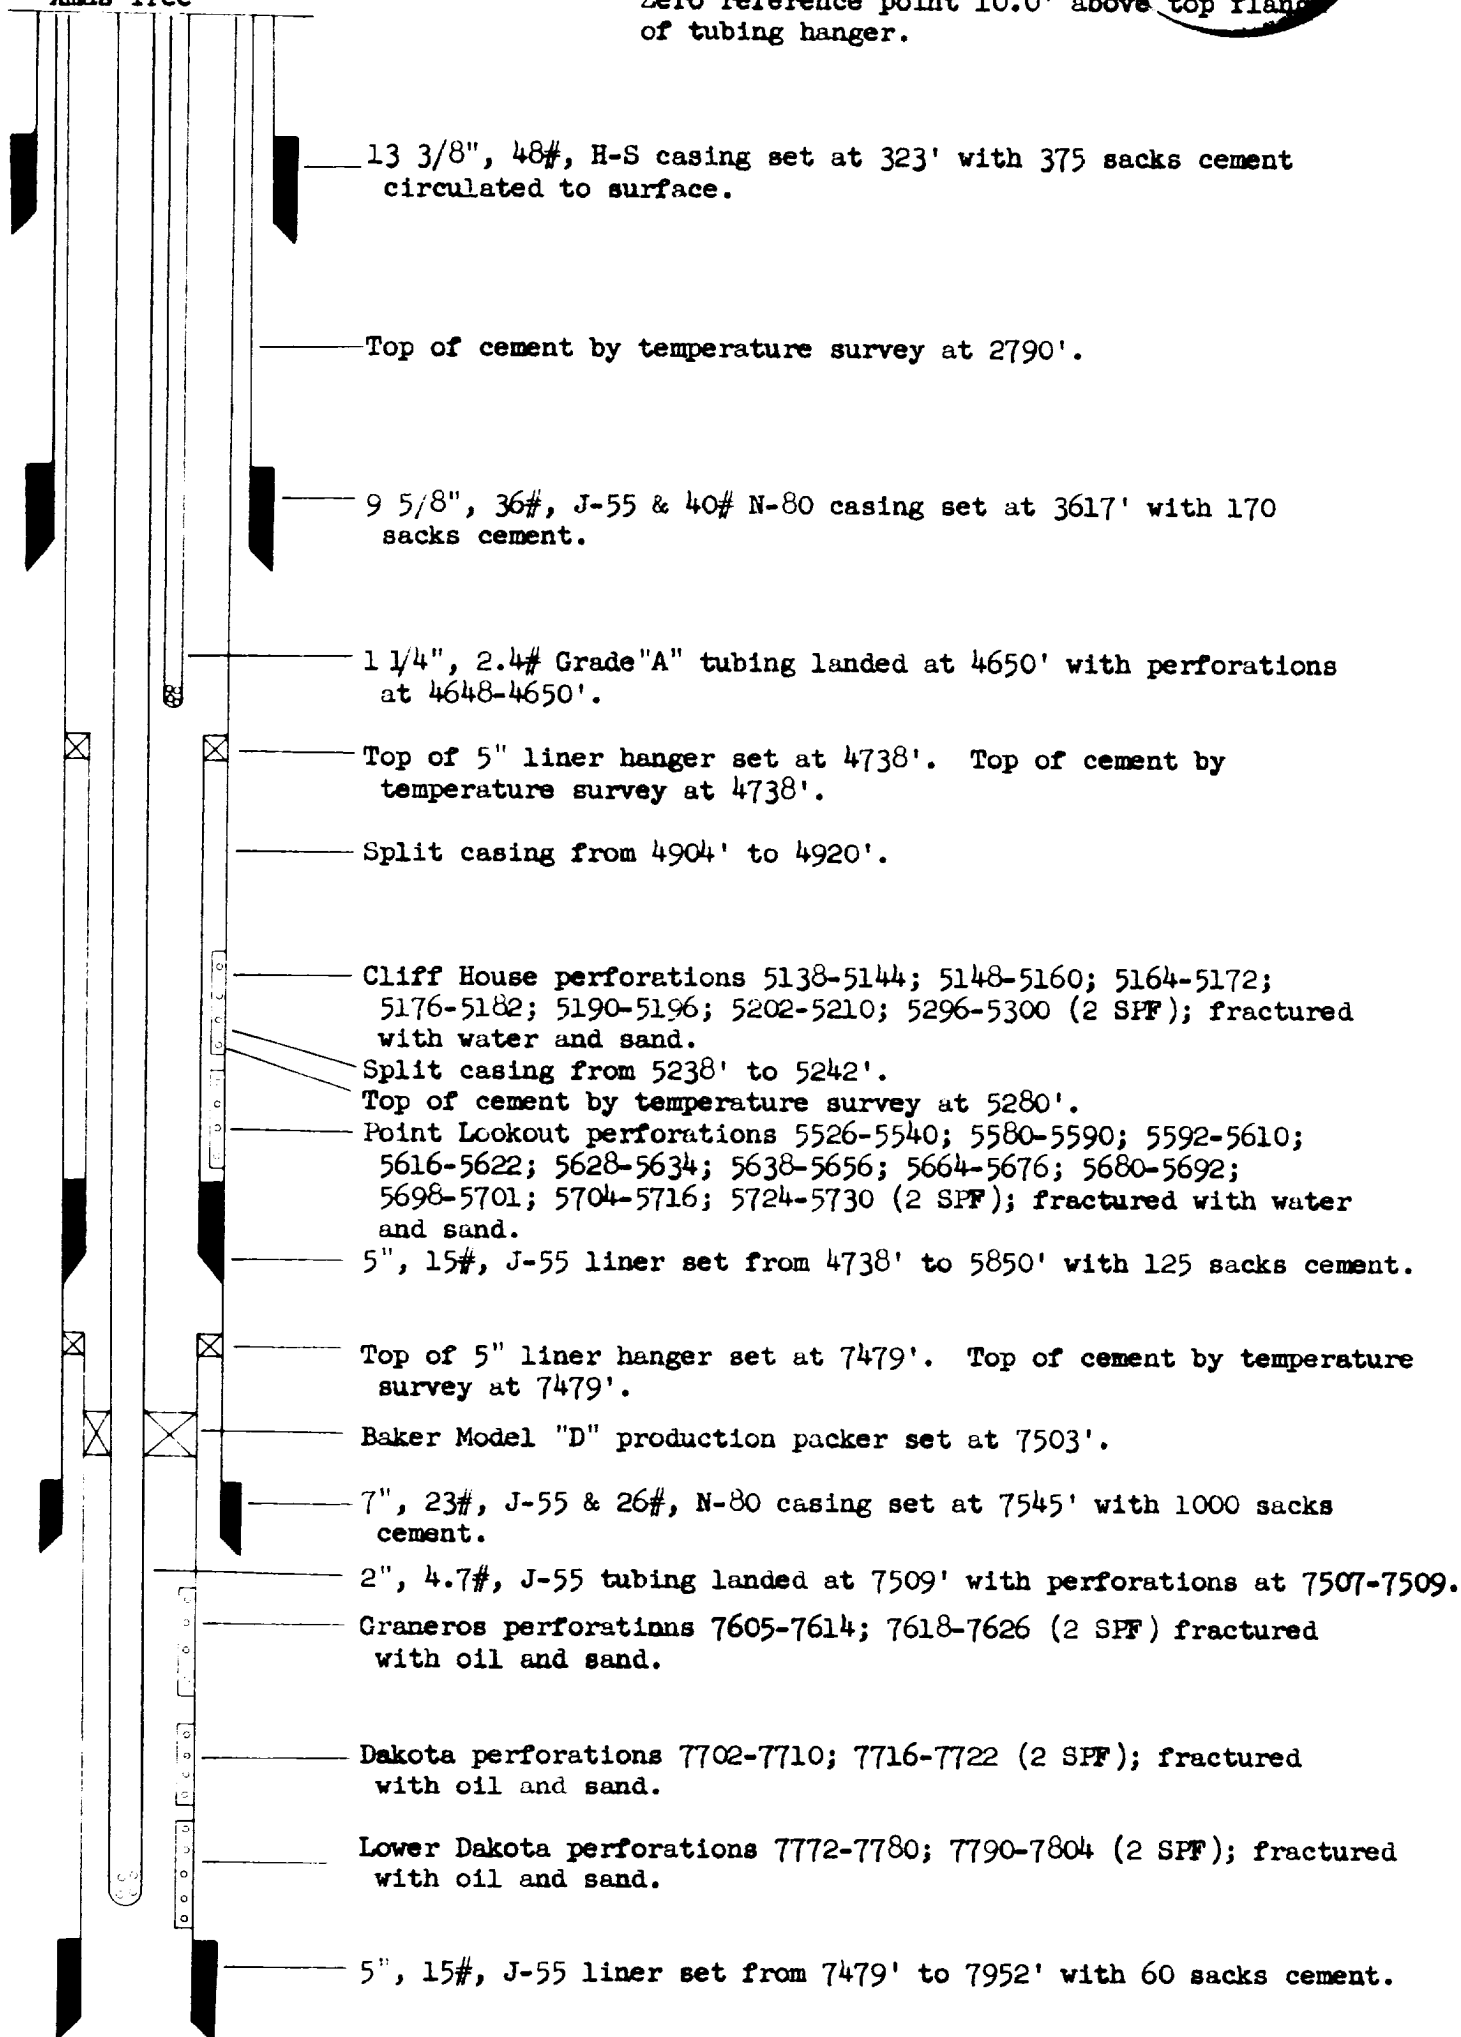 Xmas Tree
Zero reference point 10.0' above top flange
of tubing hanger.
13 3/8", 48#, H-S casing set at 323' with 375 sacks cement
circulated to surface.
Top of cement by temperature survey at 2790'.
9 5/8", 36#, J-55 & 40# N-80 casing set at 3617' with 170
sacks cement.
1 1/4", 2.4# Grade "A" tubing landed at 4650' with perforations
at 4648-4650'.
Top of 5" liner hanger set at 4738'. Top of cement by
temperature survey at 4738'.
Split casing from 4904' to 4920'.
Cliff House perforations 5138-5144; 5148-5160; 5164-5172;
5176-5182; 5190-5196; 5202-5210; 5296-5300 (2 SPF); fractured
with water and sand.
Split casing from 5238' to 5242'.
Top of cement by temperature survey at 5280'.
Point Lookout perforations 5526-5540; 5580-5590; 5592-5610;
5616-5622; 5628-5634; 5638-5656; 5664-5676; 5680-5692;
5698-5701; 5704-5716; 5724-5730 (2 SPF); fractured with water
and sand.
5", 15#, J-55 liner set from 4738' to 5850' with 125 sacks cement.
Top of 5" liner hanger set at 7479'. Top of cement by temperature
survey at 7479'.
Baker Model "D" production packer set at 7503'.
7", 23#, J-55 & 26#, N-80 casing set at 7545' with 1000 sacks
cement.
2", 4.7#, J-55 tubing landed at 7509' with perforations at 7507-7509.
Graneros perforations 7605-7614; 7618-7626 (2 SPF) fractured
with oil and sand.
Dakota perforations 7702-7710; 7716-7722 (2 SPF); fractured
with oil and sand.
Lower Dakota perforations 7772-7780; 7790-7804 (2 SPF); fractured
with oil and sand.
5", 15#, J-55 liner set from 7479' to 7952' with 60 sacks cement.